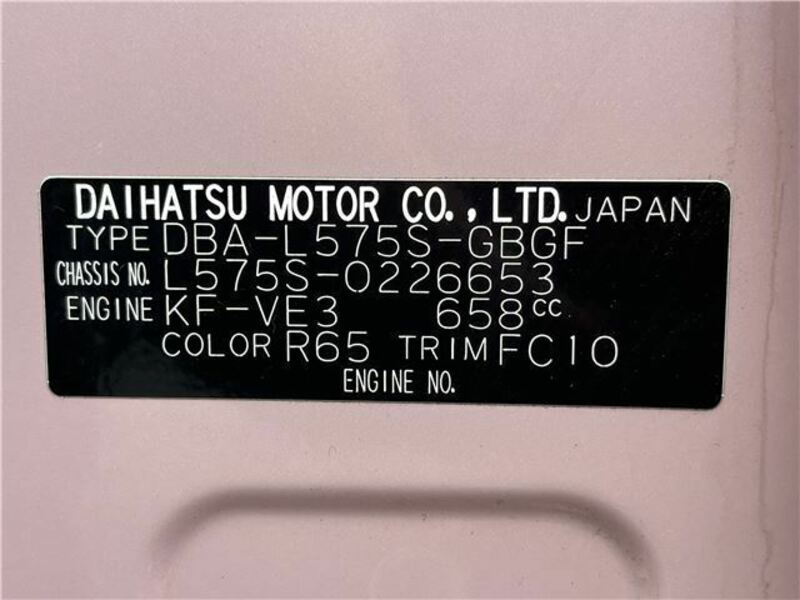 DAIHATSU MOTOR CO., LTD. JAPAN
TYPE DBA-L575S-GBGF
CHASSIS NO. L575S-0226653
ENGINE KF-VE3 658cc
COLOR R65 TRIM FC10
ENGINE NO.